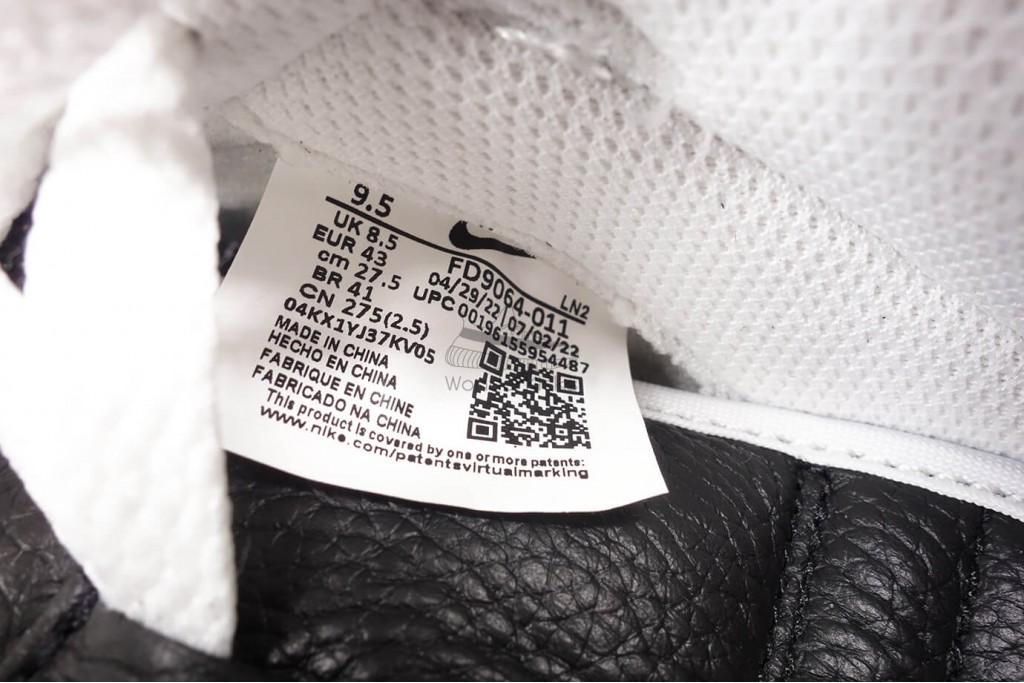 9.5
UK 8.5
EUR 43
cm 27.5
BR 41
CN 275(2.5)
04KX1YJ37KV05
LN2
FD9064-011
04/29/22 | 07/02/22
UPC 00196155954487
MADE IN CHINA
HECHO EN CHINA
FABRIQUE EN CHINE
FABRICADO NA CHINA
This product is covered by one or more patents:
www.nike.com/patentsvirtualmarking